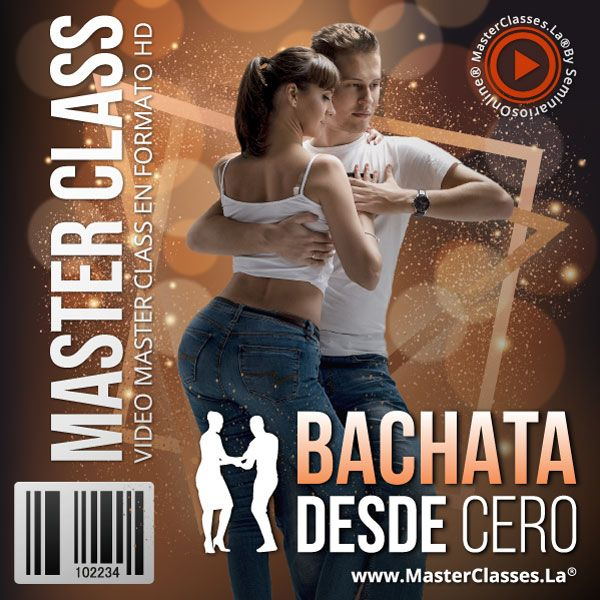 MASTER CLASS
VIDEO MASTER CLASS EN FORMATO HD
MasterClasses.La® By SeminariosOnline®
BACHATA
DESDE CERO
102234
www.MasterClasses.La®